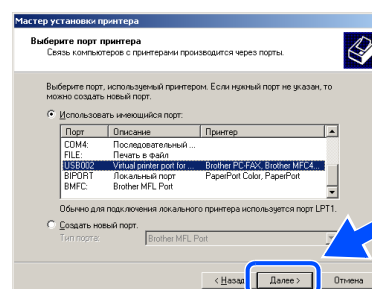 Мастер установки принтера
Выберите порт принтера
Связь компьютеров с принтерами производится через порты.
Выберите порт, используемый принтером. Если нужный порт не указан, то
можно создать новый порт.
Использовать имеющийся порт:
Порт Описание Принтер
COM4: Последовательный ...
FILE: Печать в файл
USB002 Virtual printer port for ... Brother PC-FAX, Brother MFC4...
BIPORT Локальный порт PaperPort Color, PaperPort
BMFC: Brother MFL Port
Обычно для подключения локального принтера используется порт LPT1.
Создать новый порт.
Тип порта: Brother MFL Port
< Назад Далее > Отмена